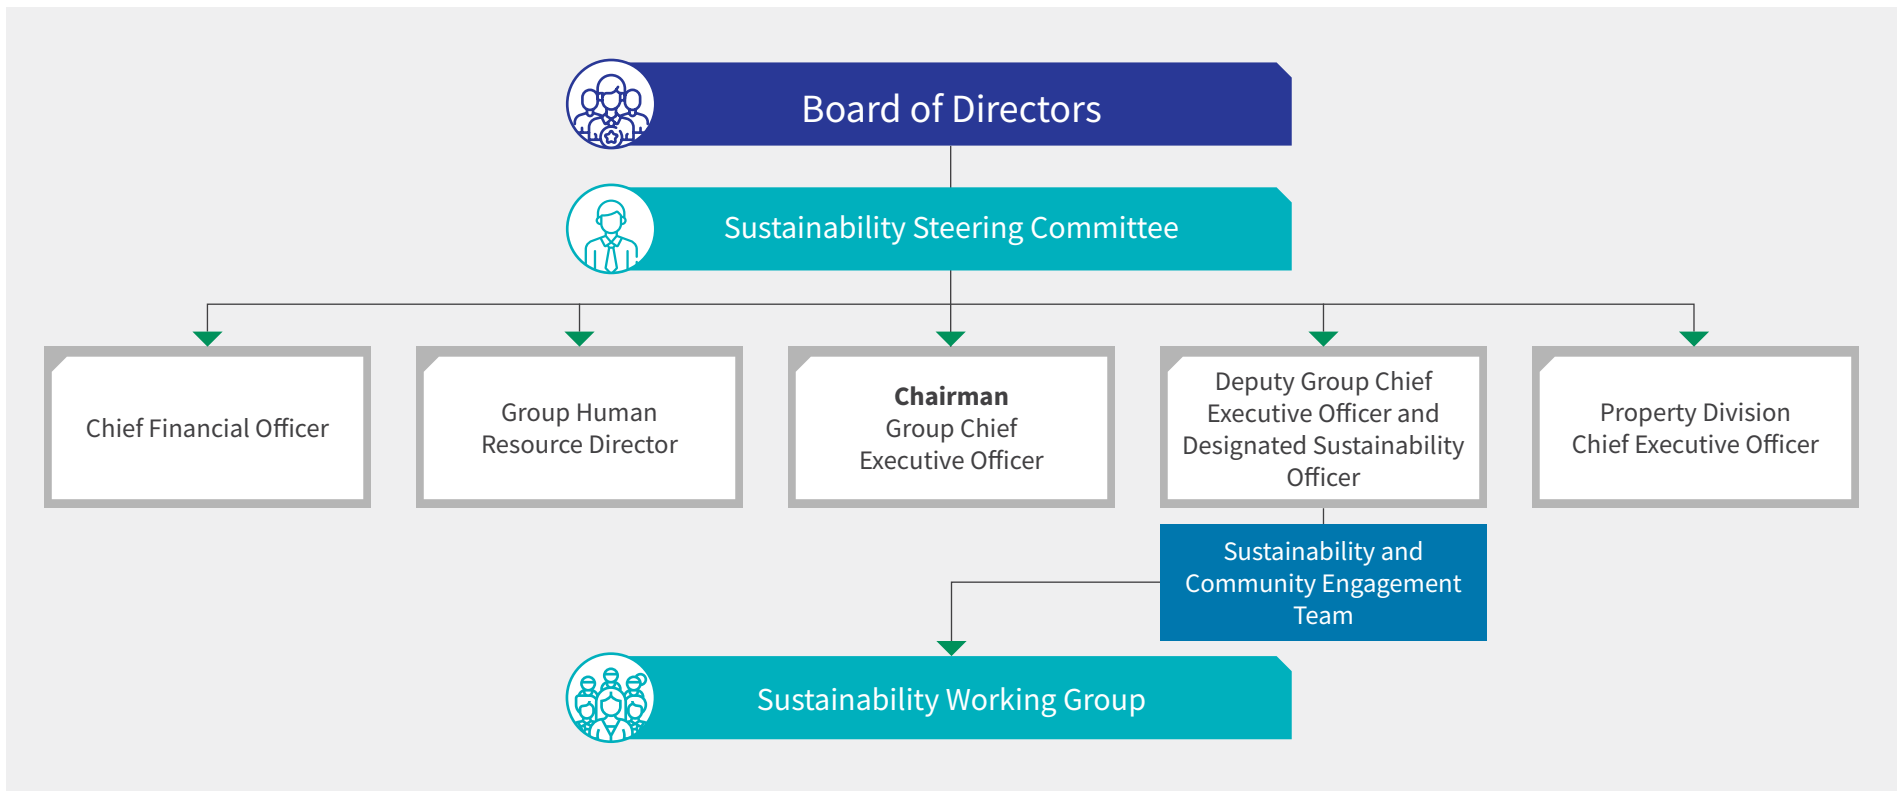 Board of Directors
Sustainability Steering Committee
Chief Financial Officer
Group Human
Resource Director
Chairman
Group Chief
Executive Officer
Deputy Group Chief
Executive Officer and
Designated Sustainability
Officer
Property Division
Chief Executive Officer
Sustainability and
Community Engagement
Team
Sustainability Working Group